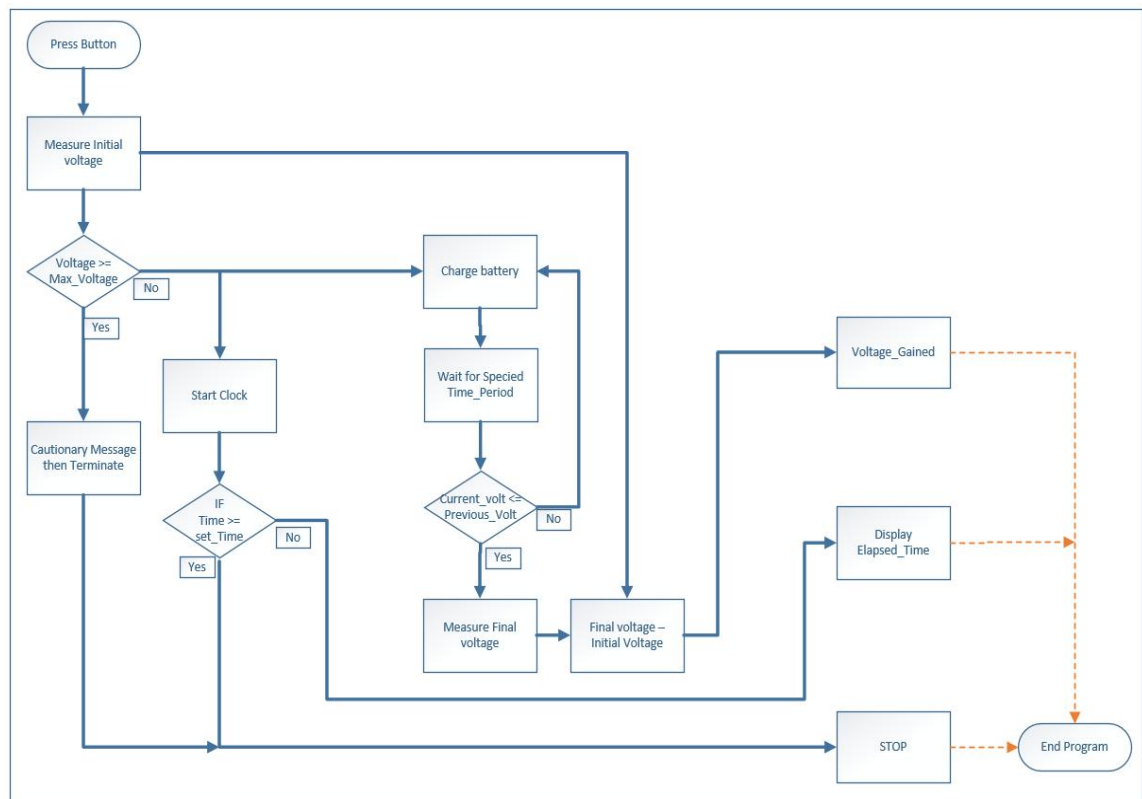 Press Button
Measure Initial
voltage
Voltage >=
Max_Voltage
No
Yes
Charge battery
Start Clock
Wait for Specied
Time_Period
Voltage_Gained
Cautionary Message
then Terminate
IF
Time >=
set_Time
No
Yes
Current_volt <=
Previous_Volt
No
Yes
Display
Elapsed_Time
Measure Final
voltage
Final voltage –
Initial Voltage
STOP
End Program